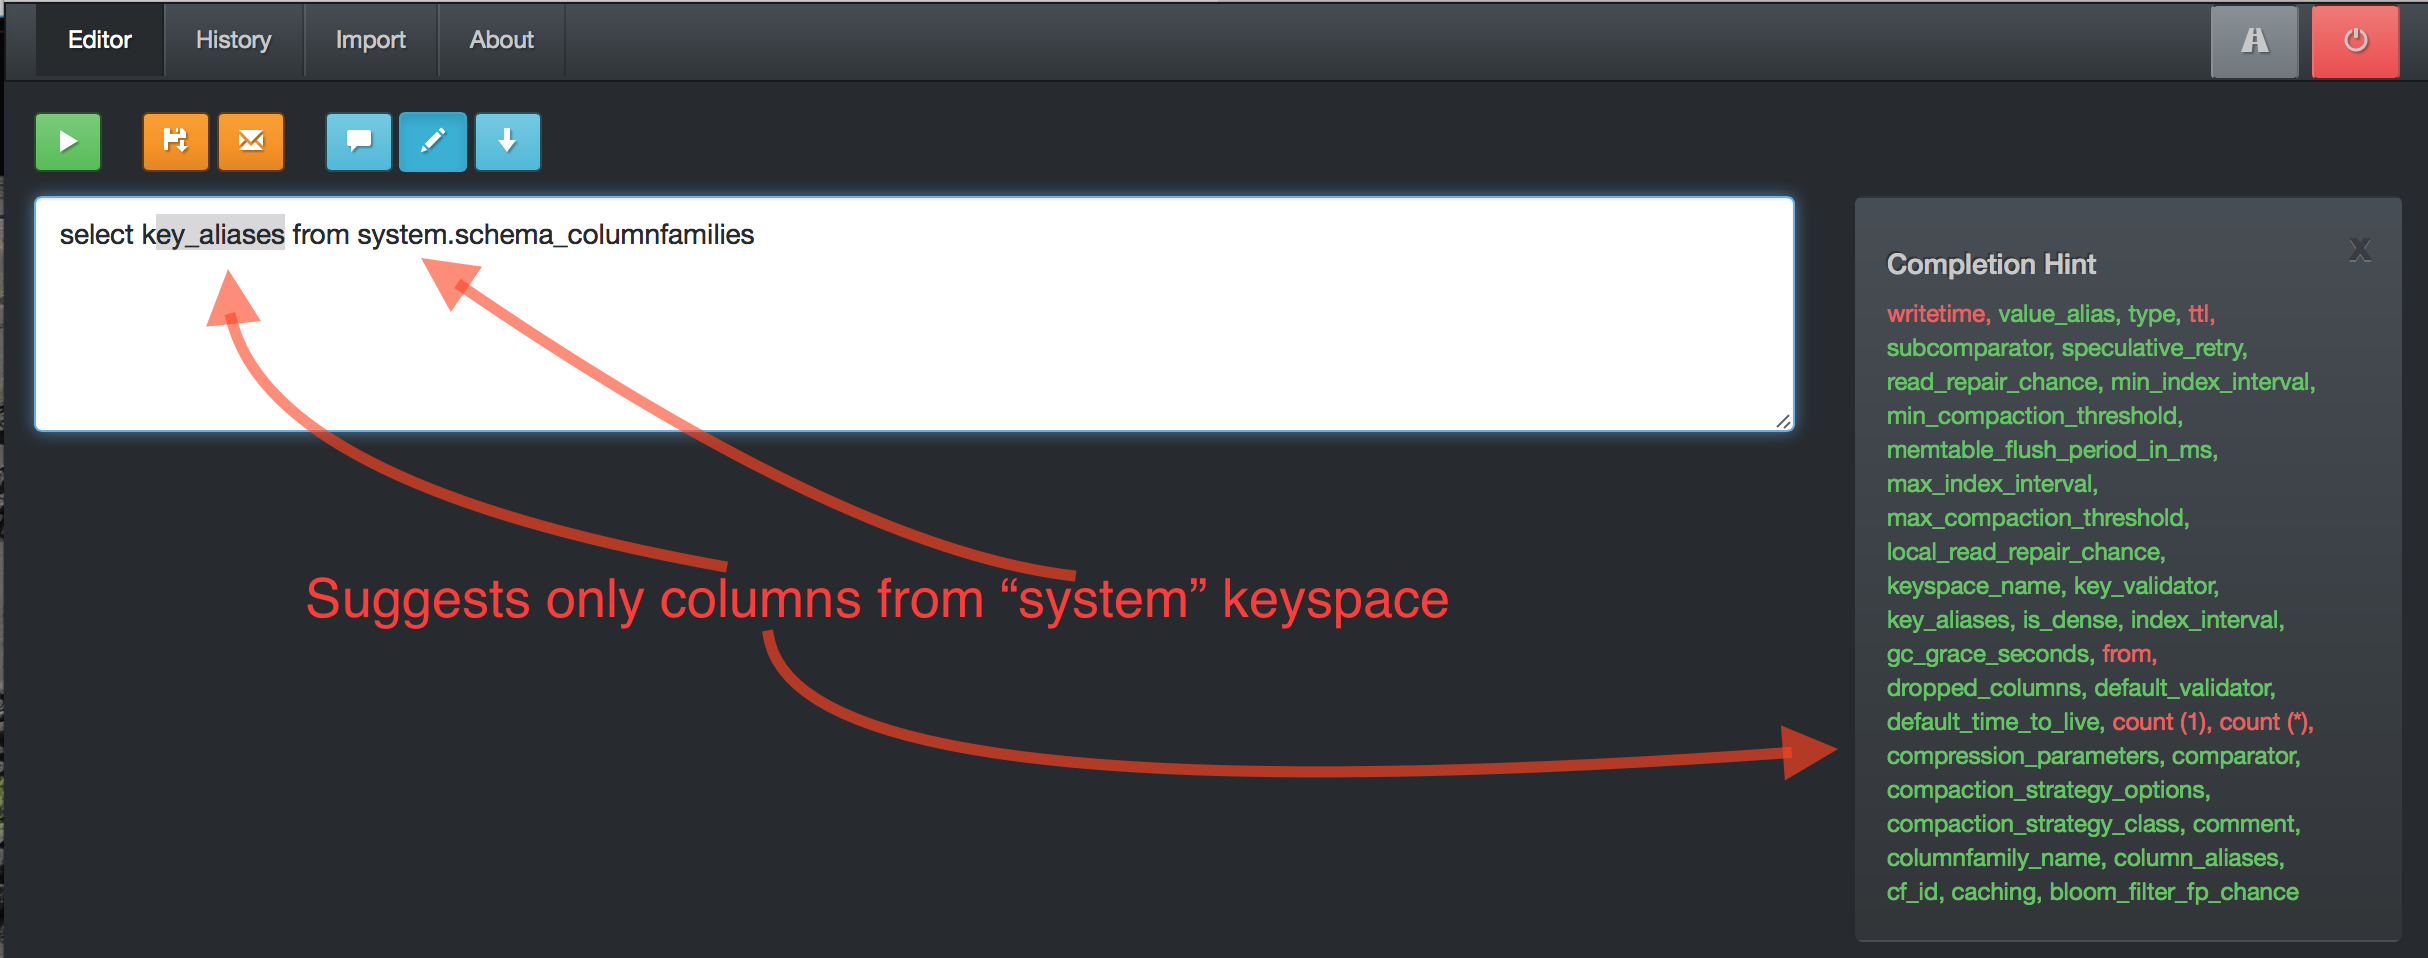 Editor History Import About
select key_aliases from system.schema_columnfamilies
Suggests only columns from “system” keyspace
Completion Hint
X
writetime, value_alias, type, ttl,
subcomparator, speculative_retry,
read_repair_chance, min_index_interval,
min_compaction_threshold,
memtable_flush_period_in_ms,
max_index_interval,
max_compaction_threshold,
local_read_repair_chance,
keyspace_name, key_validator,
key_aliases, is_dense, index_interval,
gc_grace_seconds, from,
dropped_columns, default_validator,
default_time_to_live, count (1), count (*),
compression_parameters, comparator,
compaction_strategy_options,
compaction_strategy_class, comment,
columnfamily_name, column_aliases,
cf_id, caching, bloom_filter_fp_chance